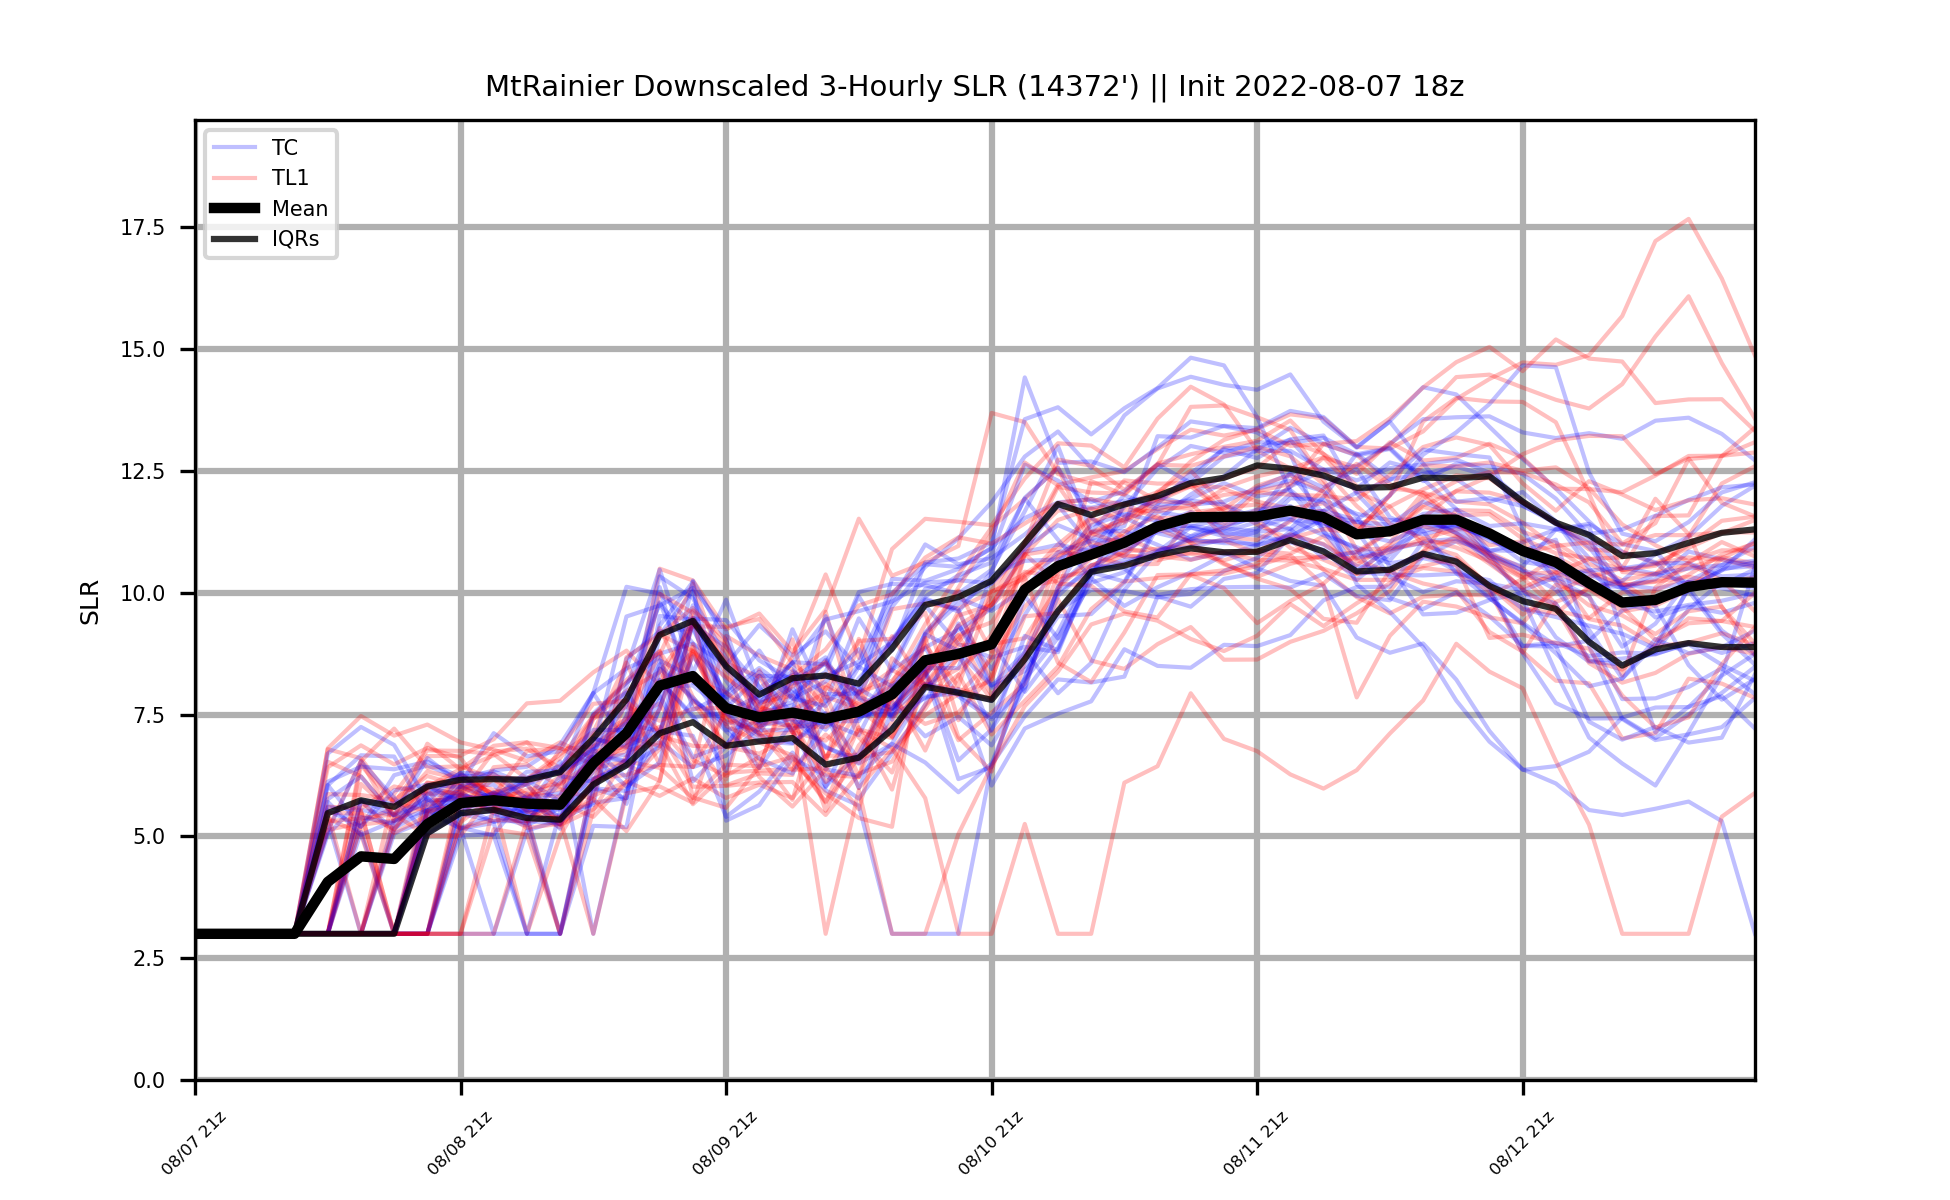 MtRainier Downscaled 3-Hourly SLR (14372') || Init 2022-08-07 18z
TC
TL1
Mean
IQRs
17.5
15.0
12.5
10.0
7.5
5.0
2.5
0.0
SLR
08/07 21z
08/08 21z
08/09 21z
08/10 21z
08/11 21z
08/12 21z